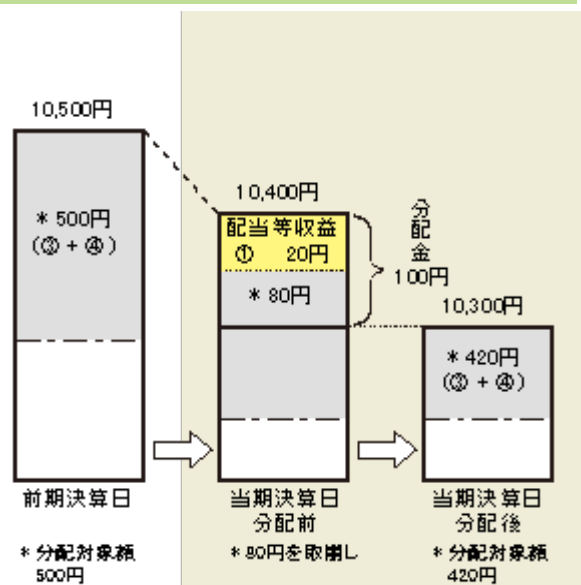 10,500円
* 500円
(③ + ④)
前期決算日
* 分配対象額
500円
10,400円
配当等収益
① 20円
* 80円
分配金
100円
当期決算日
分配前
* 80円を取崩し
10,300円
* 420円
(③ + ④)
当期決算日
分配後
* 分配対象額
420円